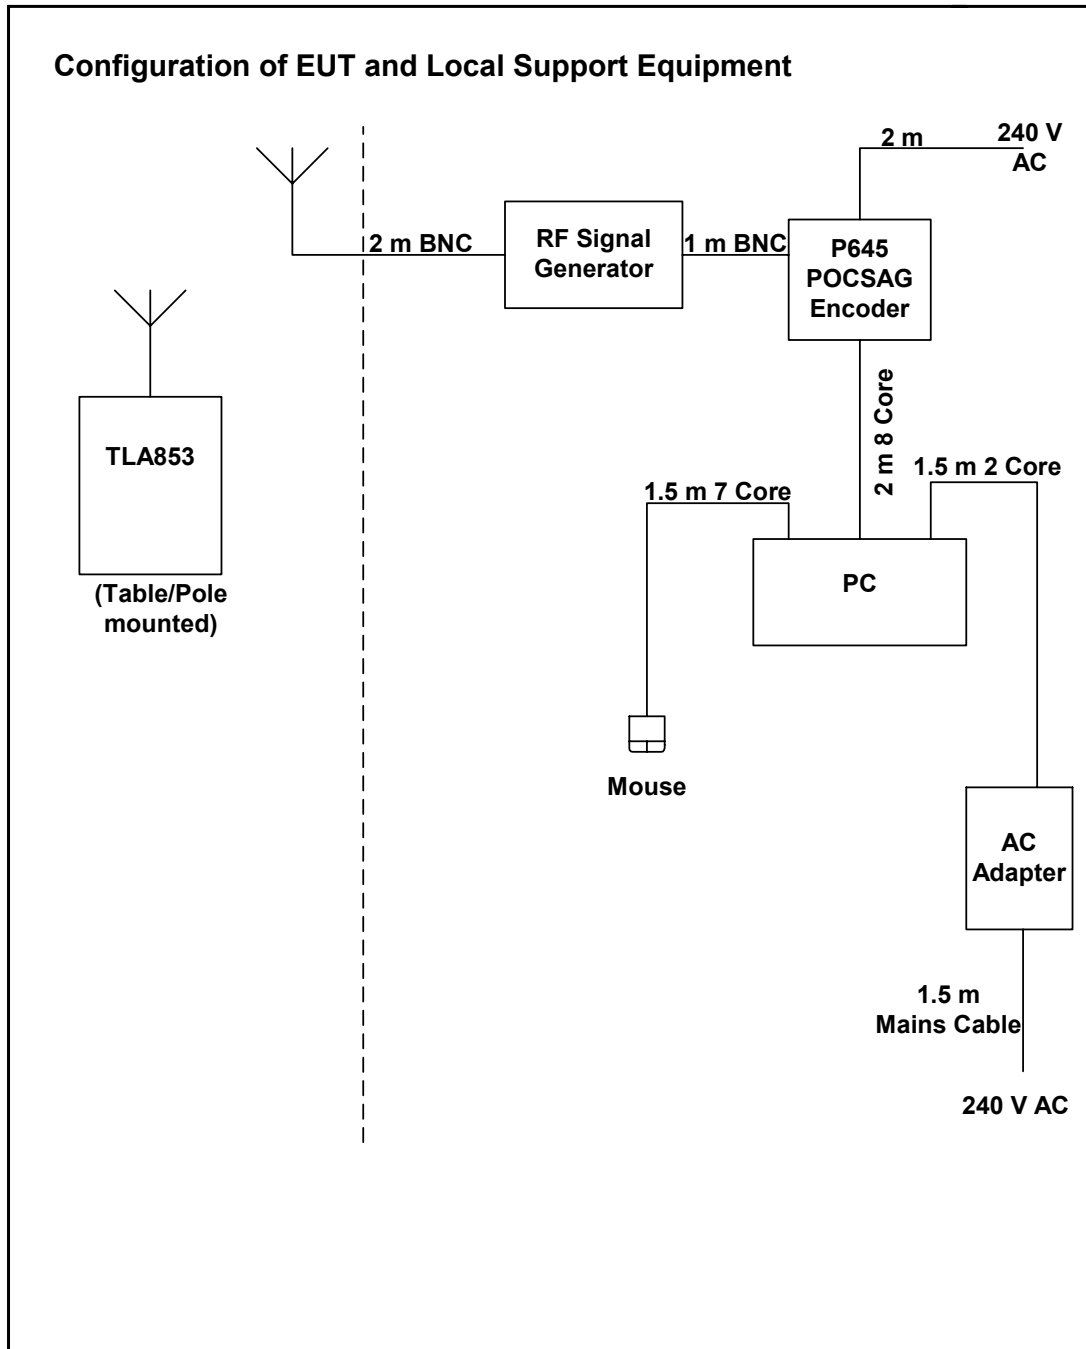 Configuration of EUT and Local Support Equipment
2 m
240 V
AC
2 m BNC
RF Signal
Generator
1 m BNC
P645
POCSAG
Encoder
TLA853
(Table/Pole
mounted)
2 m 8 Core
1.5 m 2 Core
1.5 m 7 Core
PC
Mouse
AC
Adapter
1.5 m
Mains Cable
240 V AC